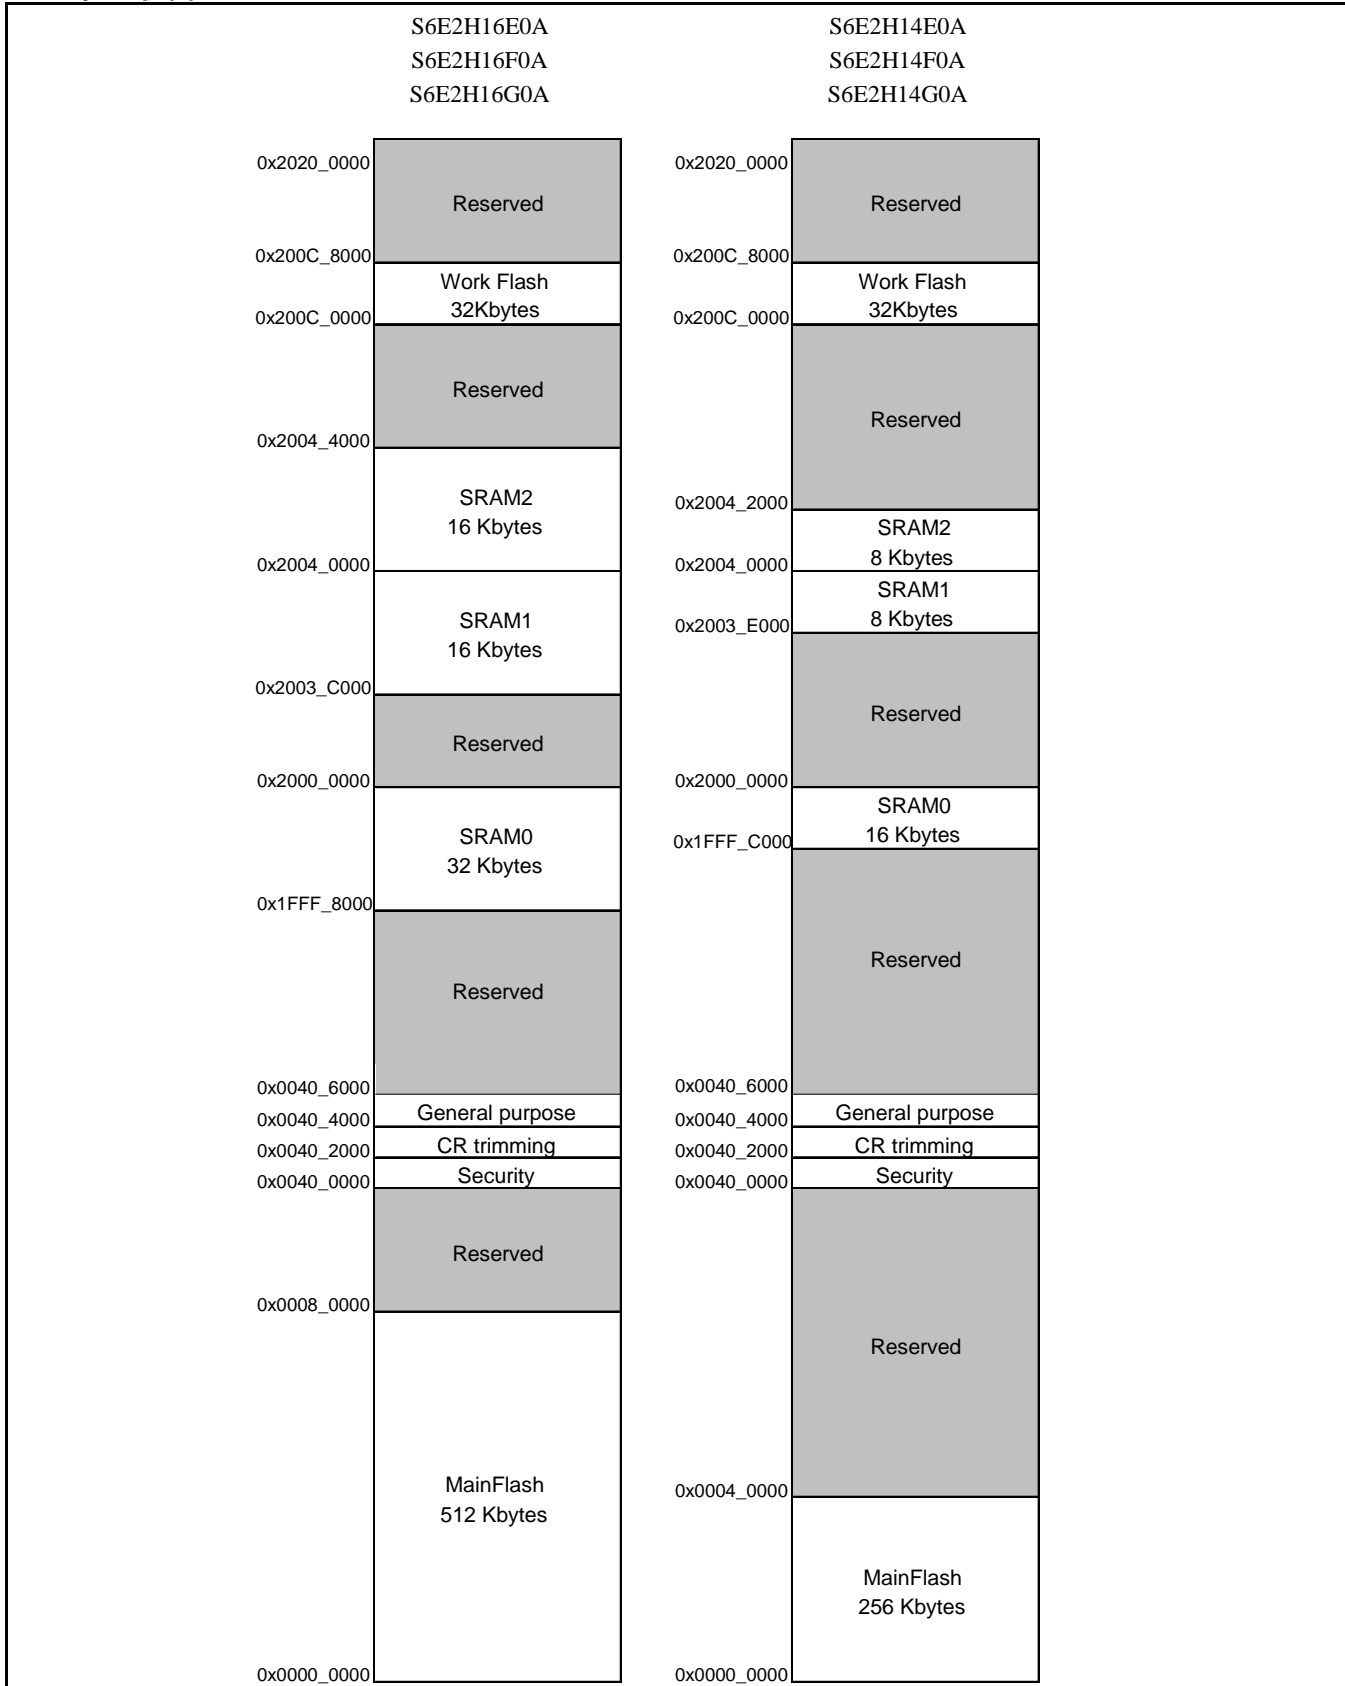 S6E2H16E0A
S6E2H16F0A
S6E2H16G0A
0x2020_0000
Reserved
0x200C_8000
Work Flash
32Kbytes
0x200C_0000
Reserved
0x2004_4000
SRAM2
16 Kbytes
0x2004_0000
SRAM1
16 Kbytes
0x2003_C000
Reserved
0x2000_0000
SRAM0
32 Kbytes
0x1FFF_8000
Reserved
0x0040_6000
General purpose
0x0040_4000
CR trimming
0x0040_2000
Security
0x0040_0000
Reserved
0x0008_0000
MainFlash
512 Kbytes
0x0000_0000
S6E2H14E0A
S6E2H14F0A
S6E2H14G0A
0x2020_0000
Reserved
0x200C_8000
Work Flash
32Kbytes
0x200C_0000
Reserved
0x2004_2000
SRAM2
8 Kbytes
0x2004_0000
SRAM1
8 Kbytes
0x2003_E000
Reserved
0x2000_0000
SRAM0
16 Kbytes
0x1FFF_C000
Reserved
0x0040_6000
General purpose
0x0040_4000
CR trimming
0x0040_2000
Security
0x0040_0000
Reserved
0x0004_0000
MainFlash
256 Kbytes
0x0000_0000